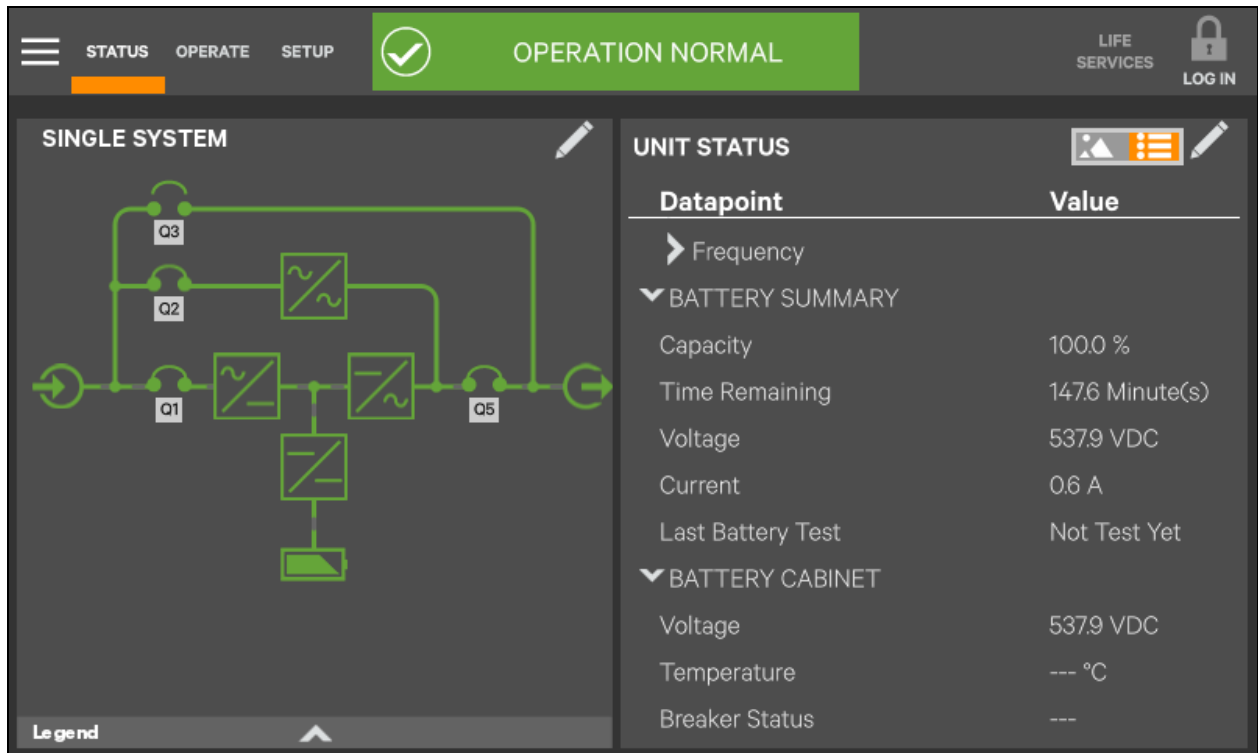 STATUS OPERATE SETUP OPERATION NORMAL LIFE
SERVICES LOG IN
SINGLE SYSTEM
Q3
Q2
Q1 Q5
Legend
UNIT STATUS
Datapoint Value
Frequency
BATTERY SUMMARY
Capacity 100.0 %
Time Remaining 147.6 Minute(s)
Voltage 537.9 VDC
Current 0.6 A
Last Battery Test Not Test Yet
BATTERY CABINET
Voltage 537.9 VDC
Temperature --- °C
Breaker Status ---